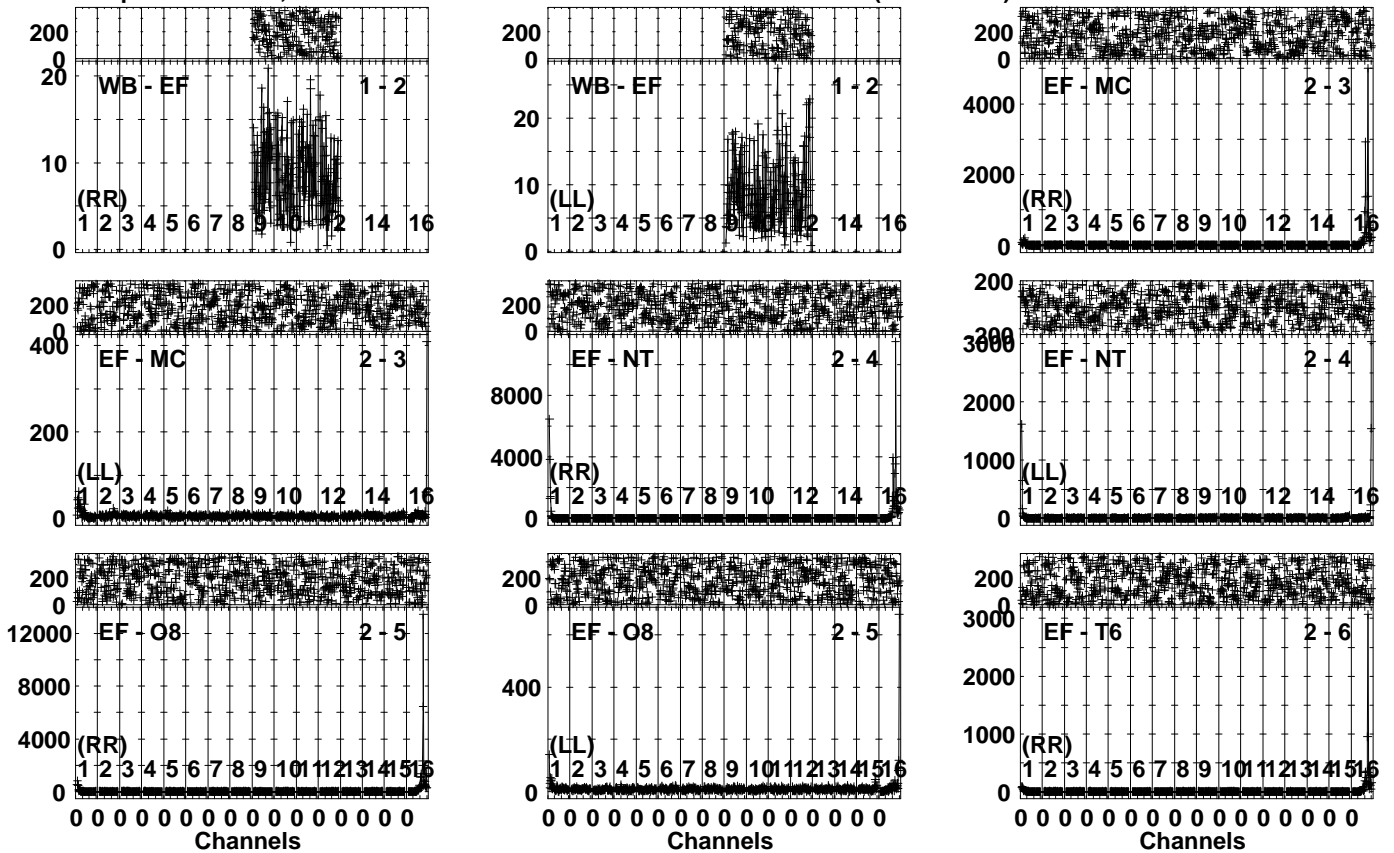 200 200 200
0 0 0
20 WB - EF 1 - 2 WB - EF 1 - 2 EF - MC 2 - 3
4000
20
10 10 2000
(RR) (LL) (RR)
1 2 3 4 5 6 7 8 9 10 2 14 16 1 2 3 4 5 6 7 8 9 10 12 14 16 1 2 3 4 5 6 7 8 9 10 12 14 16
0 0 0
200 200 200
0 0 200
400 EF - MC 2 - 3 EF - NT 2 - 4 3000 EF - NT 2 - 4
8000 2000
200 4000 1000
(LL) (RR) (LL)
1 2 3 4 5 6 7 8 9 10 12 14 16 1 2 3 4 5 6 7 8 9 10 12 14 16 1 2 3 4 5 6 7 8 9 10 12 14 16
0 0 0
200 200 200
0 0 0
12000 EF - O8 2 - 5 EF - O8 2 - 5 3000 EF - T6 2 - 6
8000 400 2000
4000 1000
(RR) (LL) (RR)
1 2 3 4 5 6 7 8 9 10 11 12 13 14 15 16 1 2 3 4 5 6 7 8 9 10 11 12 13 14 15 16 1 2 3 4 5 6 7 8 9 10 11 12 13 14 15 16
0 0 0
0 0 0 0 0 0 0 0 0 0 0 0 0 0 0 0 0 0 0 0 0 0 0 0 0 0 0 0 0 0 0 0 0 0 0 0 0 0 0 0 0 0 0 0 0 0 0 0
Channels Channels Channels